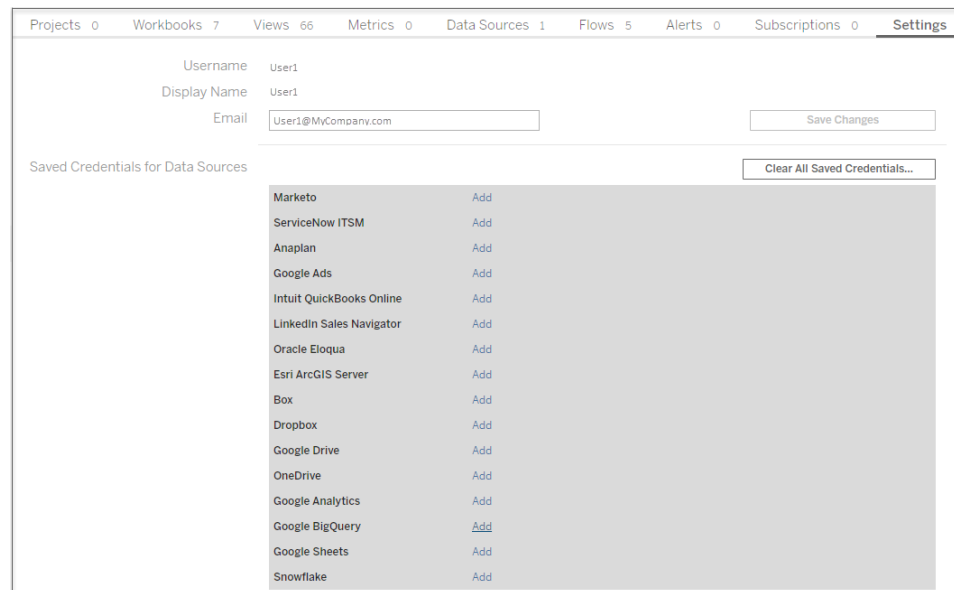 Projects 0 Workbooks 7 Views 66 Metrics 0 Data Sources 1 Flows 5 Alerts 0 Subscriptions 0 Settings
Username User1
Display Name User1
Email User1@MyCompany.com Save Changes
Saved Credentials for Data Sources Clear All Saved Credentials...
Marketo Add
ServiceNow ITSM Add
Anaplan Add
Google Ads Add
Intuit QuickBooks Online Add
LinkedIn Sales Navigator Add
Oracle Eloqua Add
Esri ArcGIS Server Add
Box Add
Dropbox Add
Google Drive Add
OneDrive Add
Google Analytics Add
Google BigQuery Add
Google Sheets Add
Snowflake Add